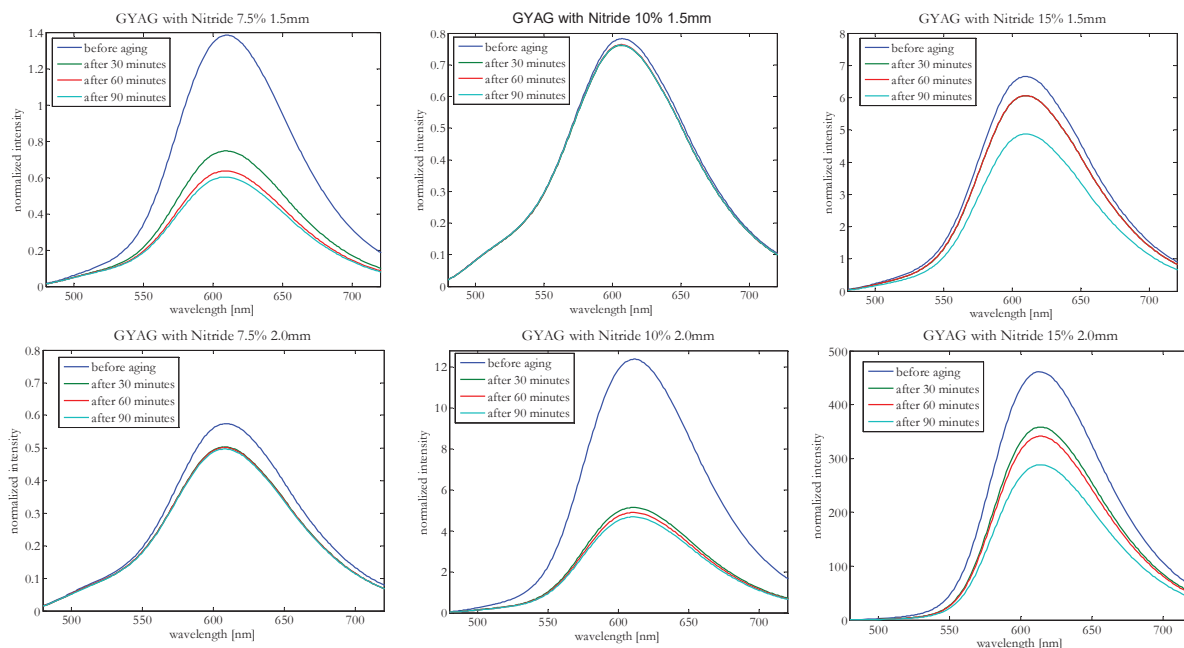 GYAG with Nitride 7.5% 1.5mm
1.4
1.2
1
0.8
0.6
0.4
0.2
0
normalized intensity
before aging
after 30 minutes
after 60 minutes
after 90 minutes
500
550
600
650
700
wavelength [nm]
GYAG with Nitride 10% 1.5mm
0.8
0.7
0.6
0.5
0.4
0.3
0.2
0.1
0
normalized intensity
before aging
after 30 minutes
after 60 minutes
after 90 minutes
500
550
600
650
700
wavelength [nm]
GYAG with Nitride 15% 1.5mm
8
7
6
5
4
3
2
1
0
normalized intensity
before aging
after 30 minutes
after 60 minutes
after 90 minutes
500
550
600
650
700
wavelength [nm]
GYAG with Nitride 7.5% 2.0mm
0.8
0.7
0.6
0.5
0.4
0.3
0.2
0.1
0
normalized intensity
before aging
after 30 minutes
after 60 minutes
after 90 minutes
500
550
600
650
700
wavelength [nm]
GYAG with Nitride 10% 2.0mm
12
10
8
6
4
2
0
normalized intensity
before aging
after 30 minutes
after 60 minutes
after 90 minutes
500
550
600
650
700
wavelength [nm]
GYAG with Nitride 15% 2.0mm
500
400
300
200
100
0
normalized intensity
before aging
after 30 minutes
after 60 minutes
after 90 minutes
500
550
600
650
700
wavelength [nm]